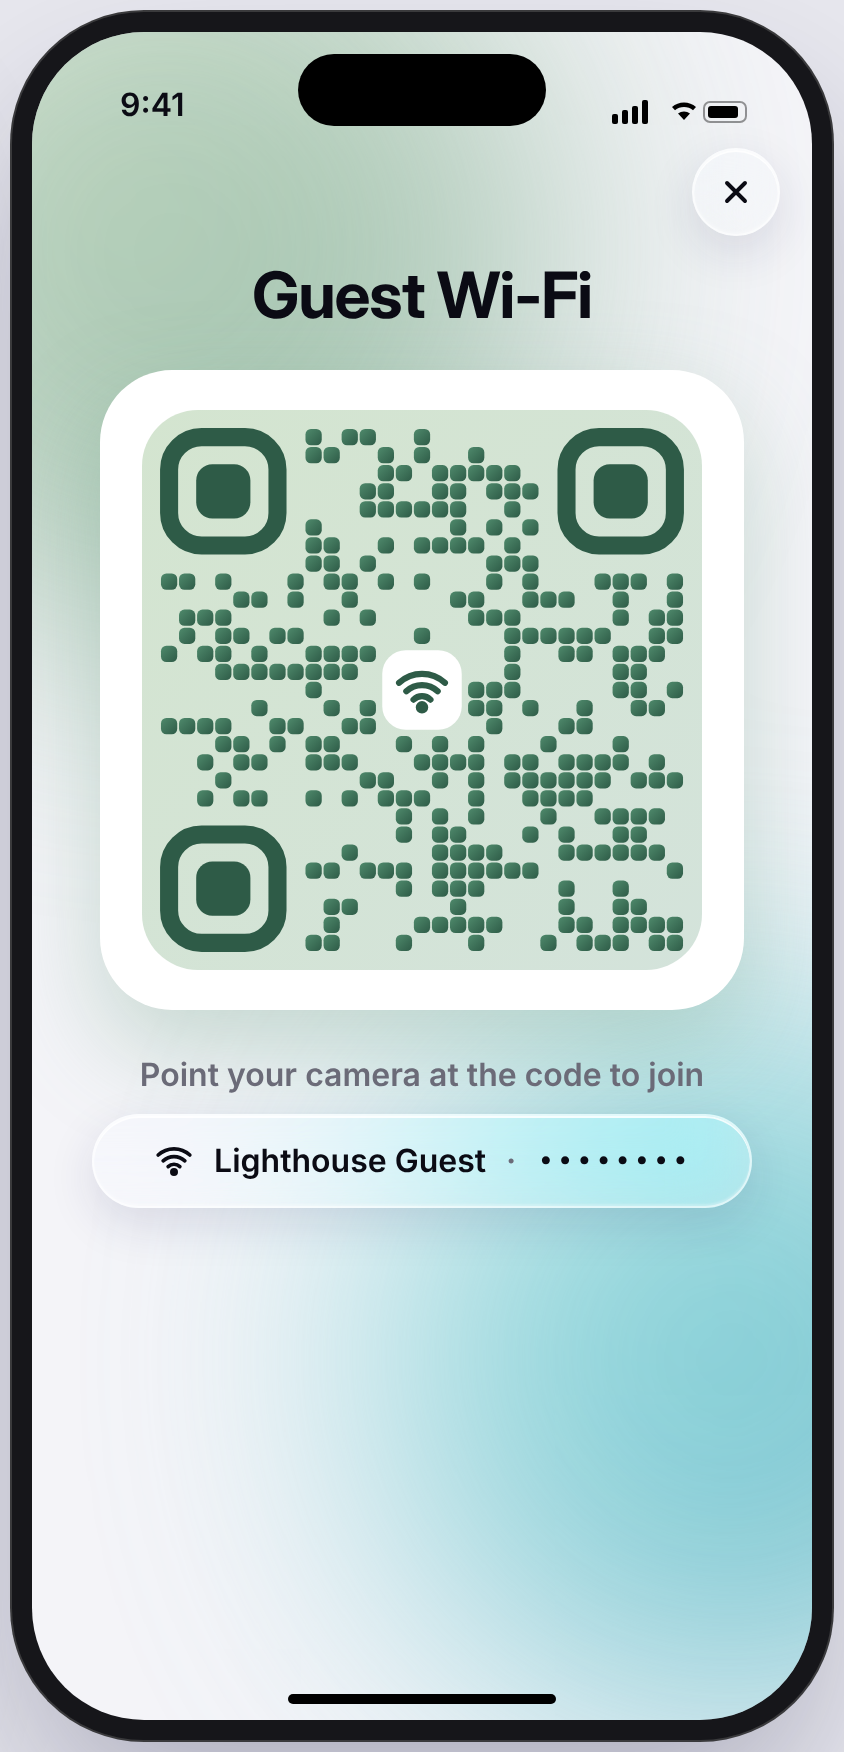 9:41
Guest Wi-Fi
Point your camera at the code to join
Lighthouse Guest · ••••••••